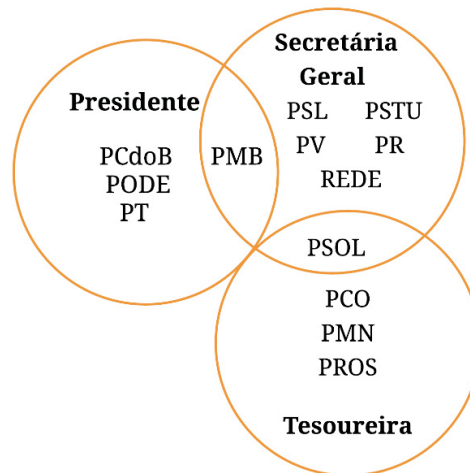 Secretária
Geral
PSL PSTU
PV PR
REDE
Presidente
PCdoB
PODE
PT
PMB
PSOL
PCO
PMN
PROS
Tesoureira